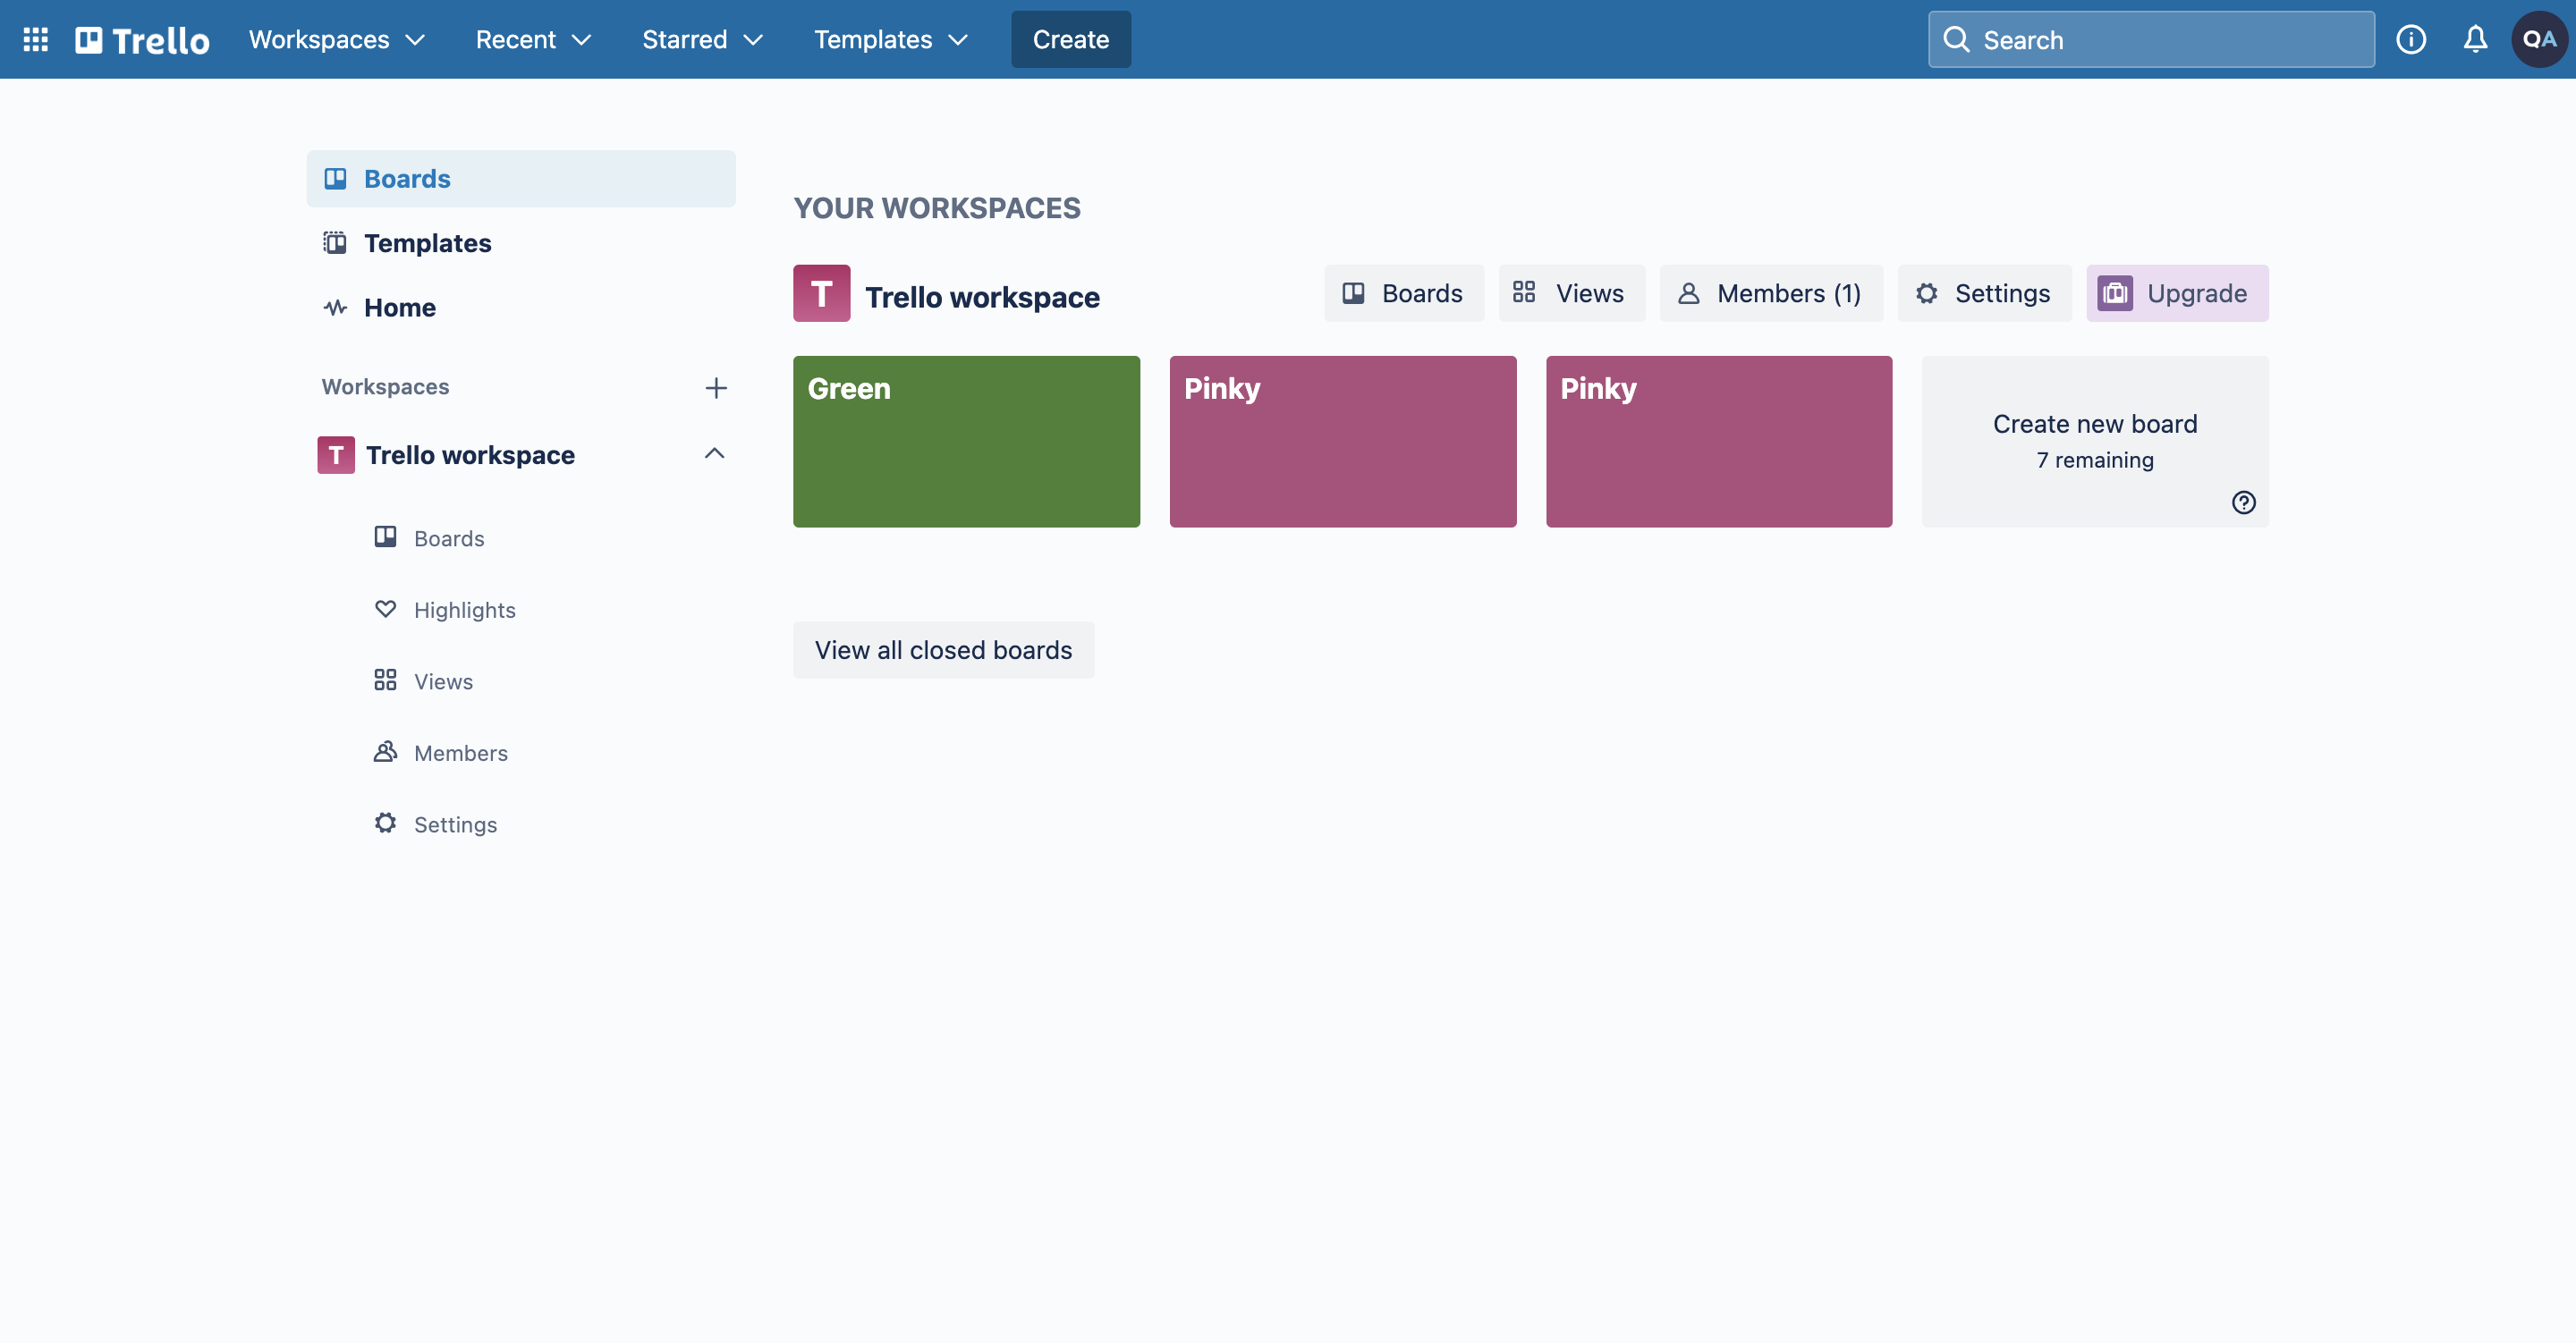 Trello Workspaces Recent Starred Templates Create Search QA
Boards
Templates
Home
Workspaces
T Trello workspace
Boards
Highlights
Views
Members
Settings
YOUR WORKSPACES
T Trello workspace Boards Views Members (1) Settings Upgrade
Green Pinky Pinky Create new board
7 remaining
View all closed boards